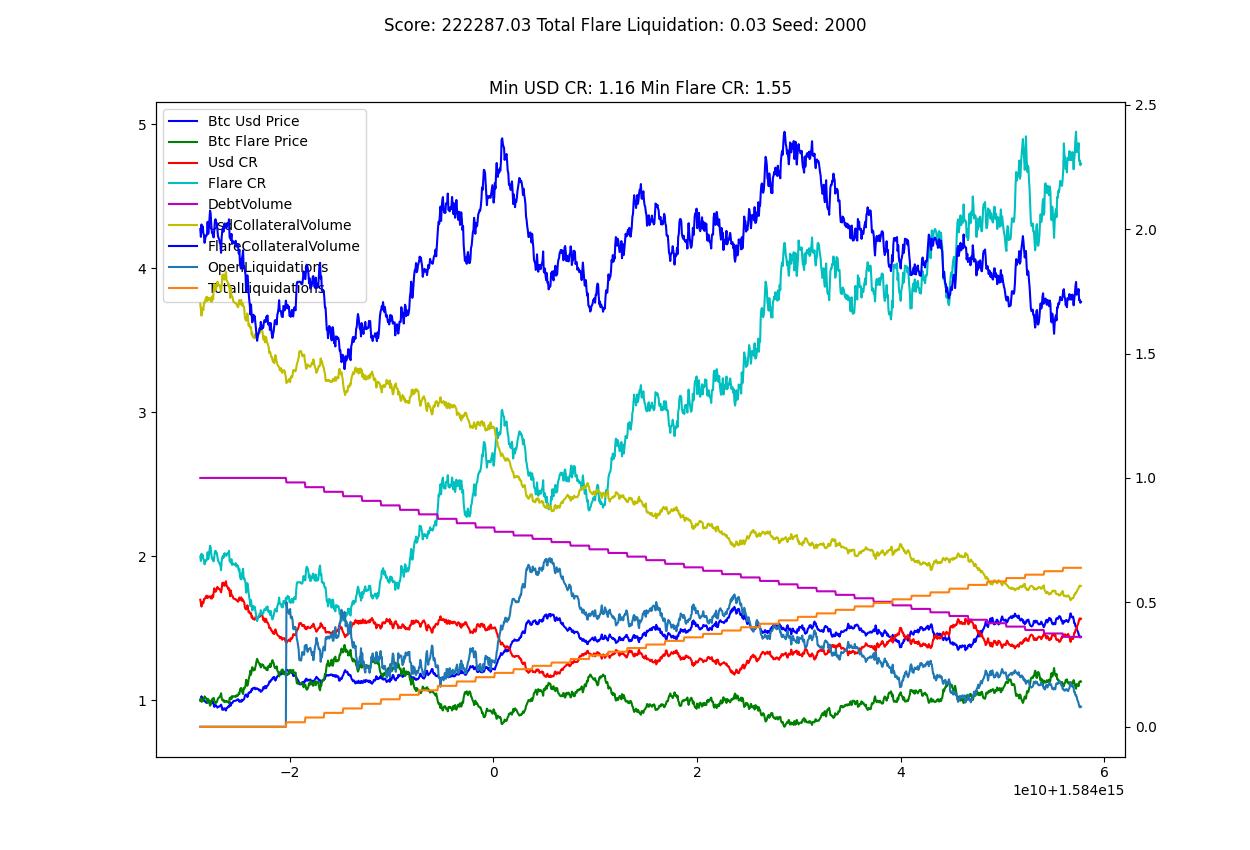 Score: 222287.03 Total Flare Liquidation: 0.03 Seed: 2000
Min USD CR: 1.16 Min Flare CR: 1.55
Btc Usd Price
Btc Flare Price
Usd CR
Flare CR
DebtVolume
UsdCollateralVolume
FlareCollateralVolume
OpenLiquidations
TotalLiquidations
5
4
3
2
1
2.5
2.0
1.5
1.0
0.5
0.0
−2
0
2
4
6
1e10+1.584e15